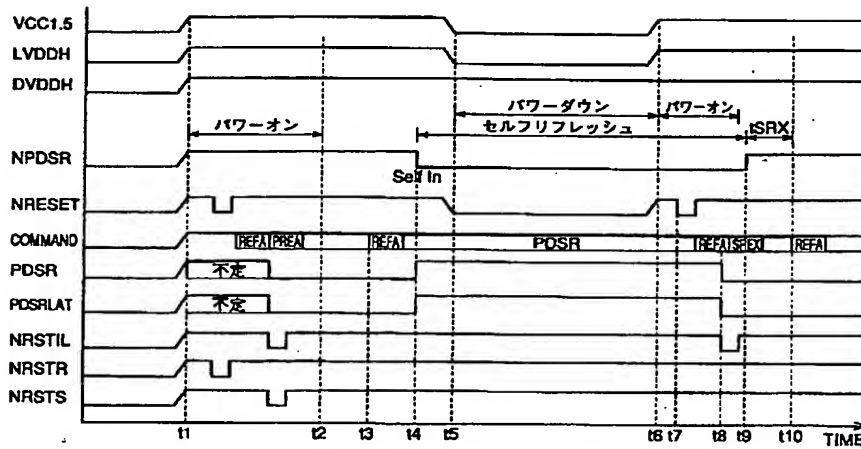 VCC1.5
LVDDH
DVDDH
パワーオン
パワーダウン
パワーオン
セルフリフレッシュ
tSRX
NPDSR
Self In
NRESET
COMMAND
REFA PREA
REFA
PDSR
REFA SREX
REFA
PDSR
不定
PDSRLAT
不定
NRSTIL
NRSTR
NRSTS
t1 t2 t3 t4 t5 t6 t7 t8 t9 t10 TIME